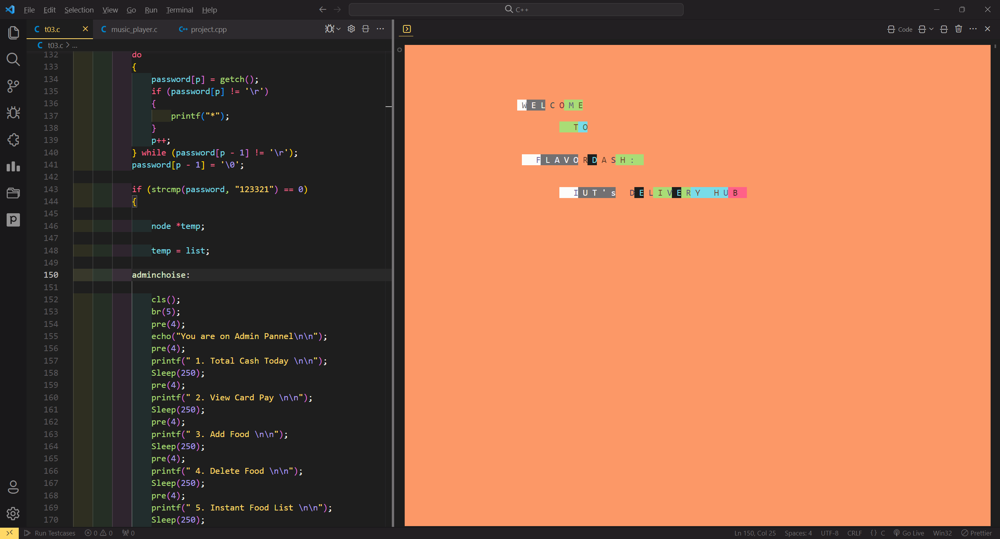 File Edit Selection View Go Run Terminal Help
C++
t03.c
music_player.c
project.cpp
Code
t03.c > ...
132 do
133 {
134 password[p] = getch();
135 if (password[p] != '\r')
136 {
137 printf("*");
138 }
139 p++;
140 } while (password[p - 1] != '\r');
141 password[p - 1] = '\0';
142
143 if (strcmp(password, "123321") == 0)
144 {
145
146 node *temp;
147
148 temp = list;
149
150 adminchoise:
151
152 cls();
153 br(5);
154 pre(4);
155 echo("You are on Admin Pannel\n\n");
156 pre(4);
157 printf(" 1. Total Cash Today \n\n");
158 Sleep(250);
159 pre(4);
160 printf(" 2. View Card Pay \n\n");
161 Sleep(250);
162 pre(4);
163 printf(" 3. Add Food \n\n");
164 Sleep(250);
165 pre(4);
166 printf(" 4. Delete Food \n\n");
167 Sleep(250);
168 pre(4);
169 printf(" 5. Instant Food List \n\n");
170 Sleep(250);
W E L C O M E
T O
F L A V O R D A S H :
I U T ' s D E L I V E R Y H U B
Run Testcases 0 0 0
Ln 150, Col 25 Spaces: 4 UTF-8 CRLF {} C Go Live Win32 Prettier